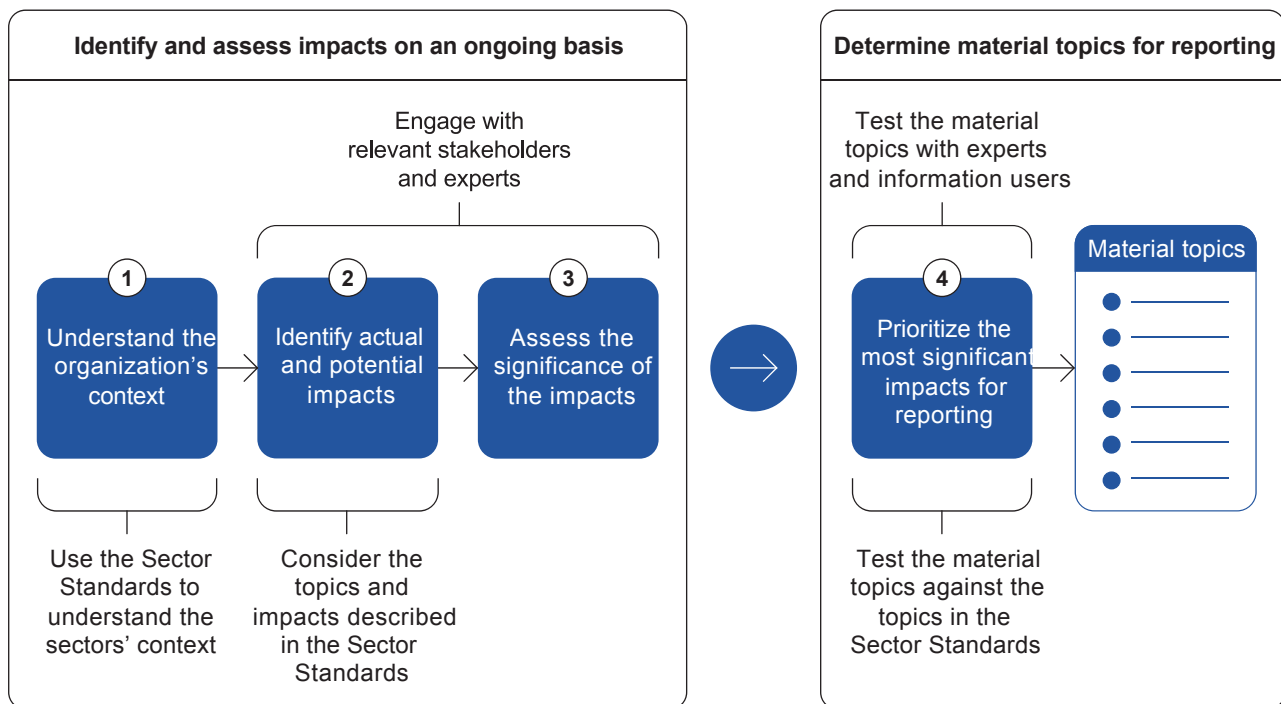 Identify and assess impacts on an ongoing basis
Engage with
relevant stakeholders
and experts
1
Understand the
organization’s
context
2
Identify actual
and potential
impacts
3
Assess the
significance of
the impacts
Use the Sector
Standards to
understand the
sectors’ context
Consider the
topics and
impacts described
in the Sector
Standards
Determine material topics for reporting
Test the material
topics with experts
and information users
4
Prioritize the
most significant
impacts for
reporting
Material topics
Test the material
topics against the
topics in the
Sector Standards